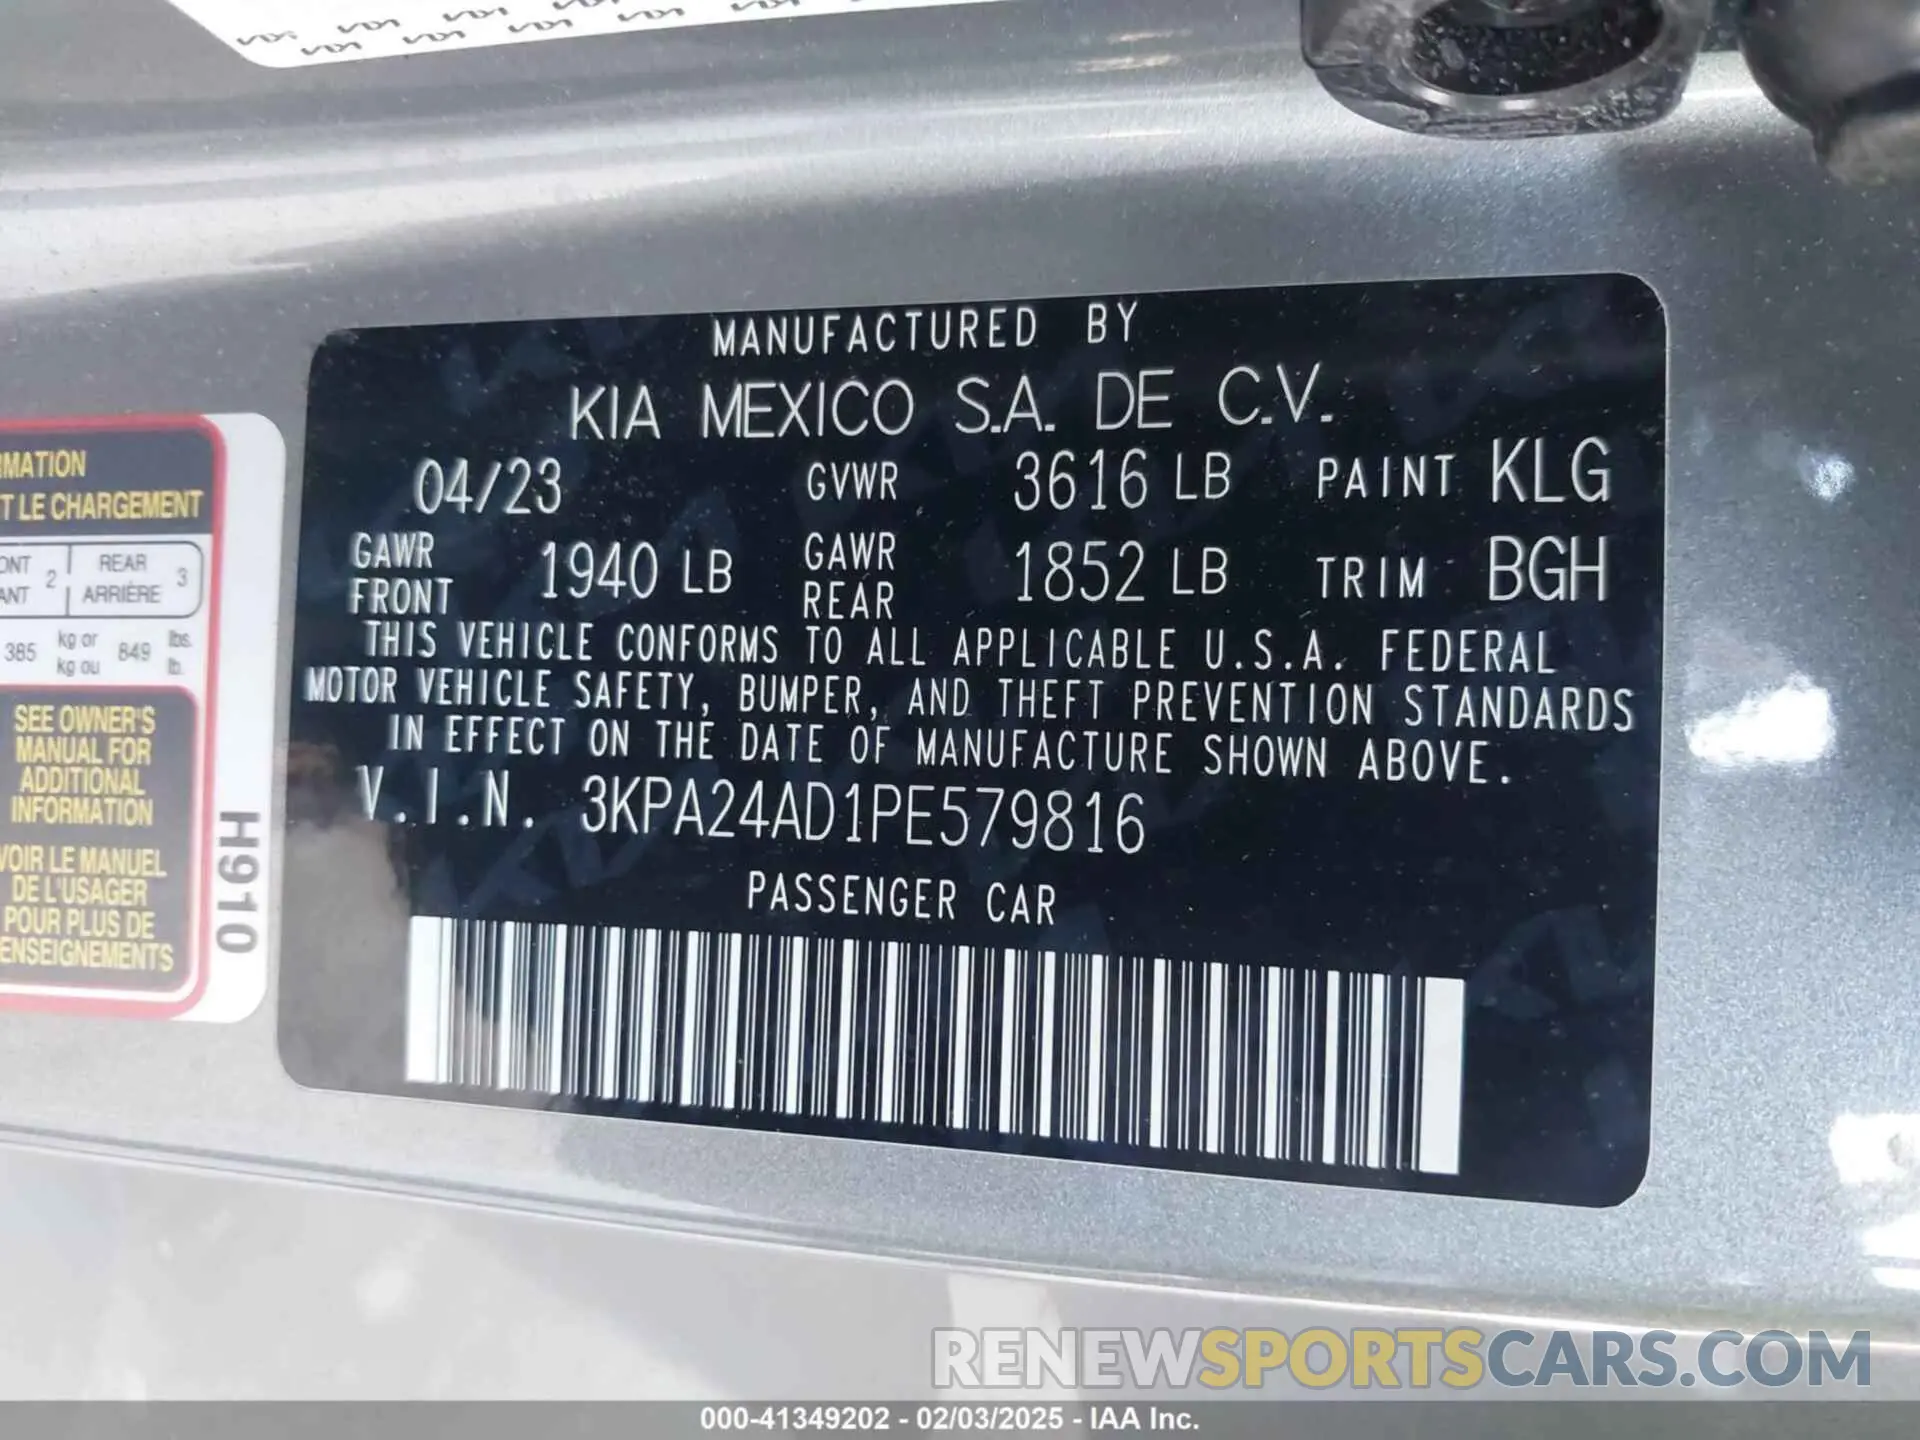 MANUFACTURED BY
KIA MEXICO S.A. DE C.V.
04/23 GVWR 3616 LB PAINT KLG
GAWR FRONT 1940 LB GAWR REAR 1852 LB TRIM BGH
THIS VEHICLE CONFORMS TO ALL APPLICABLE U.S.A. FEDERAL
MOTOR VEHICLE SAFETY, BUMPER, AND THEFT PREVENTION STANDARDS
IN EFFECT ON THE DATE OF MANUFACTURE SHOWN ABOVE.
V.I.N. 3KPA24AD1PE579816
PASSENGER CAR
T LE CHARGEMENT
2 REAR 3
ARRIÈRE
385 kg or 849 lbs.
kg ou lb.
SEE OWNER'S
MANUAL FOR
ADDITIONAL
INFORMATION
VOIR LE MANUEL
DE L'USAGER
POUR PLUS DE
H910
RENEWSPORTSCARS.COM
000-41349202 - 02/03/2025 - IAA Inc.